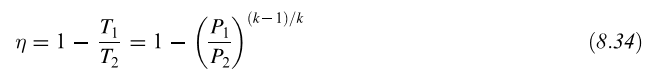 η = 1 − T₁/T₂ = 1 − (P₁/P₂)^(k−1)/k (8.34)